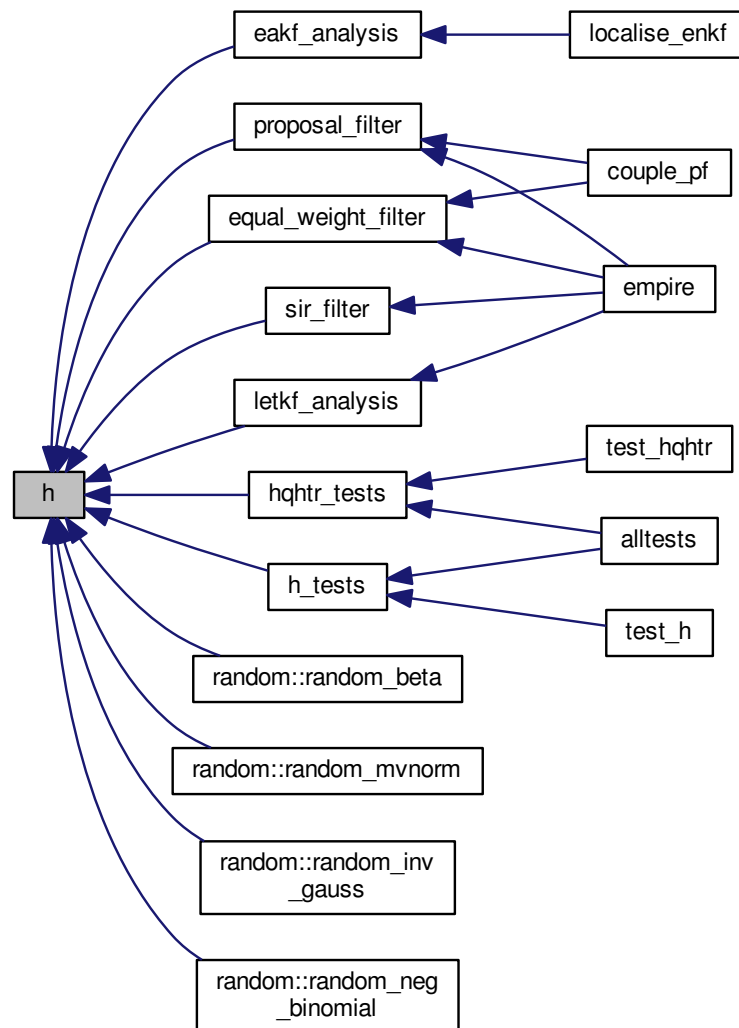 eakf_analysis
localise_enkf
proposal_filter
couple_pf
equal_weight_filter
empire
sir_filter
letkf_analysis
test_hqhtr
h
hqhtr_tests
alltests
h_tests
test_h
random::random_beta
random::random_mvnorm
random::random_inv
_gauss
random::random_neg
_binomial